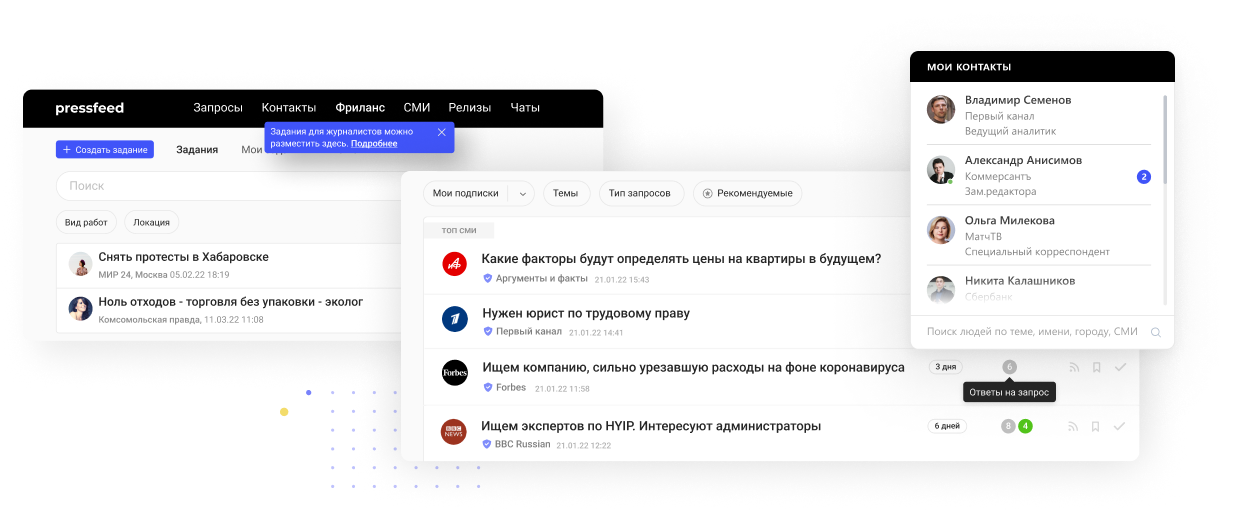 pressfeed
Запросы
Контакты
Фриланс
СМИ
Релизы
Чаты
Задания для журналистов можно
разместить здесь. Подробнее
+ Создать задание
Задания
Мои
Поиск
Вид работ
Локация
Снять протесты в Хабаровске
МИР 24, Москва 05.02.22 18:19
Ноль отходов - торговля без упаковки - эколог
Комсомольская правда, 11.03.22 11:08
Мои подписки
Темы
Тип запросов
Рекомендуемые
ТОП СМИ
Какие факторы будут определять цены на квартиры в будущем?
Аргументы и факты 21.01.22 15:43
Нужен юрист по трудовому праву
Первый канал 21.01.22 14:41
Forbes
Ищем компанию, сильно урезавшую расходы на фоне коронавируса
Forbes 21.01.22 11:58
3 дня
6
Ответы на запрос
BBC
NEWS
Ищем экспертов по HYIP. Интересуют администраторы
BBC Russian 21.01.22 12:22
6 дней
8
4
МОИ КОНТАКТЫ
Владимир Семенов
Первый канал
Ведущий аналитик
Александр Анисимов
Коммерсантъ
Зам.редактора
2
Ольга Милекова
МатчТВ
Специальный корреспондент
Никита Калашников
Сбербанк
Поиск людей по теме, имени, городу, СМИ